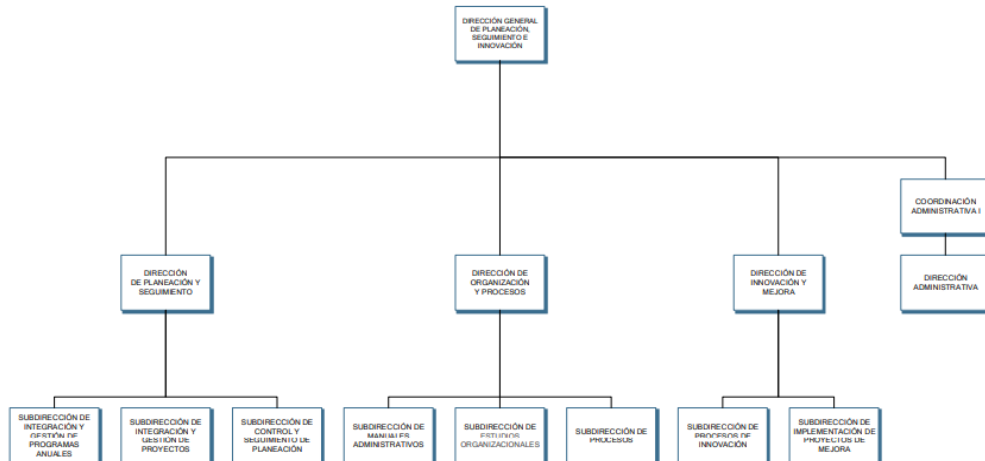 DIRECCIÓN GENERAL
DE PLANEACIÓN,
SEGUIMIENTO E
INNOVACIÓN
COORDINACIÓN
ADMINISTRATIVA I
DIRECCIÓN
DE PLANEACIÓN Y
SEGUIMIENTO
DIRECCIÓN DE
ORGANIZACIÓN
Y PROCESOS
DIRECCIÓN DE
INNOVACIÓN Y
MEJORA
DIRECCIÓN
ADMINISTRATIVA
SUBDIRECCIÓN DE
INTEGRACIÓN Y
GESTIÓN DE
PROGRAMAS
ANUALES
SUBDIRECCIÓN DE
INTEGRACIÓN Y
GESTIÓN DE
PROYECTOS
SUBDIRECCIÓN DE
CONTROL Y
SEGUIMIENTO DE
PLANEACIÓN
SUBDIRECCIÓN DE
MANUALES
ADMINISTRATIVOS
SUBDIRECCIÓN DE
ESTUDIOS
ORGANIZACIONALES
SUBDIRECCIÓN DE
PROCESOS
SUBDIRECCIÓN DE
PROCESOS DE
INNOVACIÓN
SUBDIRECCIÓN DE
IMPLEMENTACIÓN DE
PROYECTOS DE
MEJORA